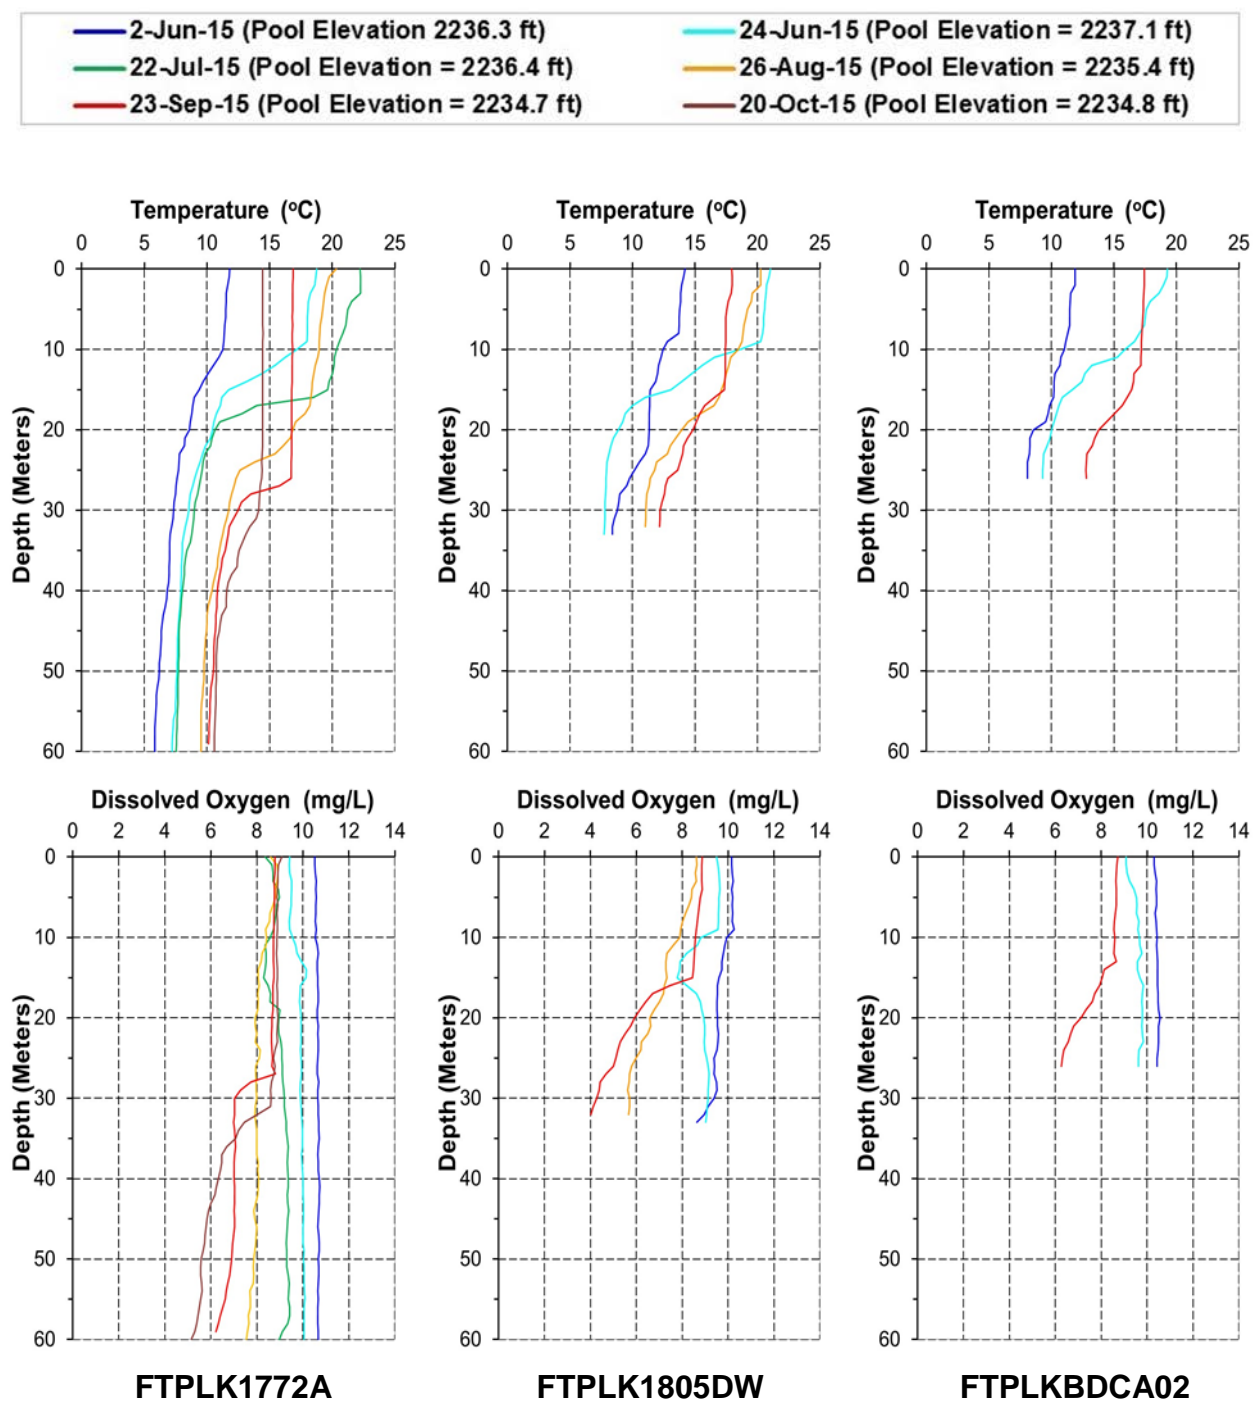 2-Jun-15 (Pool Elevation 2236.3 ft)
24-Jun-15 (Pool Elevation = 2237.1 ft)
22-Jul-15 (Pool Elevation = 2236.4 ft)
26-Aug-15 (Pool Elevation = 2235.4 ft)
23-Sep-15 (Pool Elevation = 2234.7 ft)
20-Oct-15 (Pool Elevation = 2234.8 ft)
Temperature (ºC)
0 5 10 15 20 25
Depth (Meters)
0
10
20
30
40
50
60
Temperature (ºC)
0 5 10 15 20 25
Depth (Meters)
0
10
20
30
40
50
60
Temperature (ºC)
0 5 10 15 20 25
Depth (Meters)
0
10
20
30
40
50
60
Dissolved Oxygen (mg/L)
0 2 4 6 8 10 12 14
Depth (Meters)
0
10
20
30
40
50
60
FTPLK1772A
Dissolved Oxygen (mg/L)
0 2 4 6 8 10 12 14
Depth (Meters)
0
10
20
30
40
50
60
FTPLK1805DW
Dissolved Oxygen (mg/L)
0 2 4 6 8 10 12 14
Depth (Meters)
0
10
20
30
40
50
60
FTPLKBDCA02